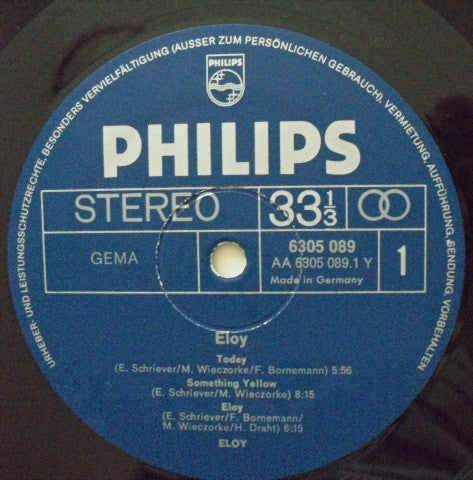 URHEBER- UND LEISTUNGSSCHUTZRECHTE, BESONDERS VERVIELFÄLTIGUNG (AUSSER ZUM PERSÖNLICHEN GEBRAUCH), VERMIETUNG, AUFFÜHRUNG, SENDUNG VORBEHALTEN
PHILIPS
PHILIPS
STEREO 33 1/3
GEMA
6305 089
AA 6305 089.1 Y
Made in Germany
1
Eloy
Today
(E. Schriever/M. Wieczorke/F. Bornemann) 5:56
Something Yellow
(E. Schriever/M. Wieczorke) 8:15
Eloy
(E. Schriever/F. Bornemann/
M. Wieczorke/H. Draht) 6:15
ELOY